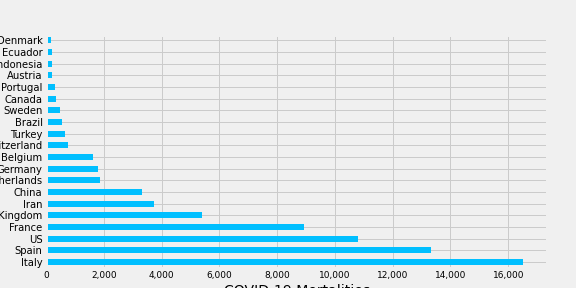 Denmark
Ecuador
ndonesia
Austria
Portugal
Canada
Sweden
Brazil
Turkey
itzerland
Belgium
Germany
herlands
China
Iran
Kingdom
France
US
Spain
Italy
0 2,000 4,000 6,000 8,000 10,000 12,000 14,000 16,000
COVID-19 Mortalities